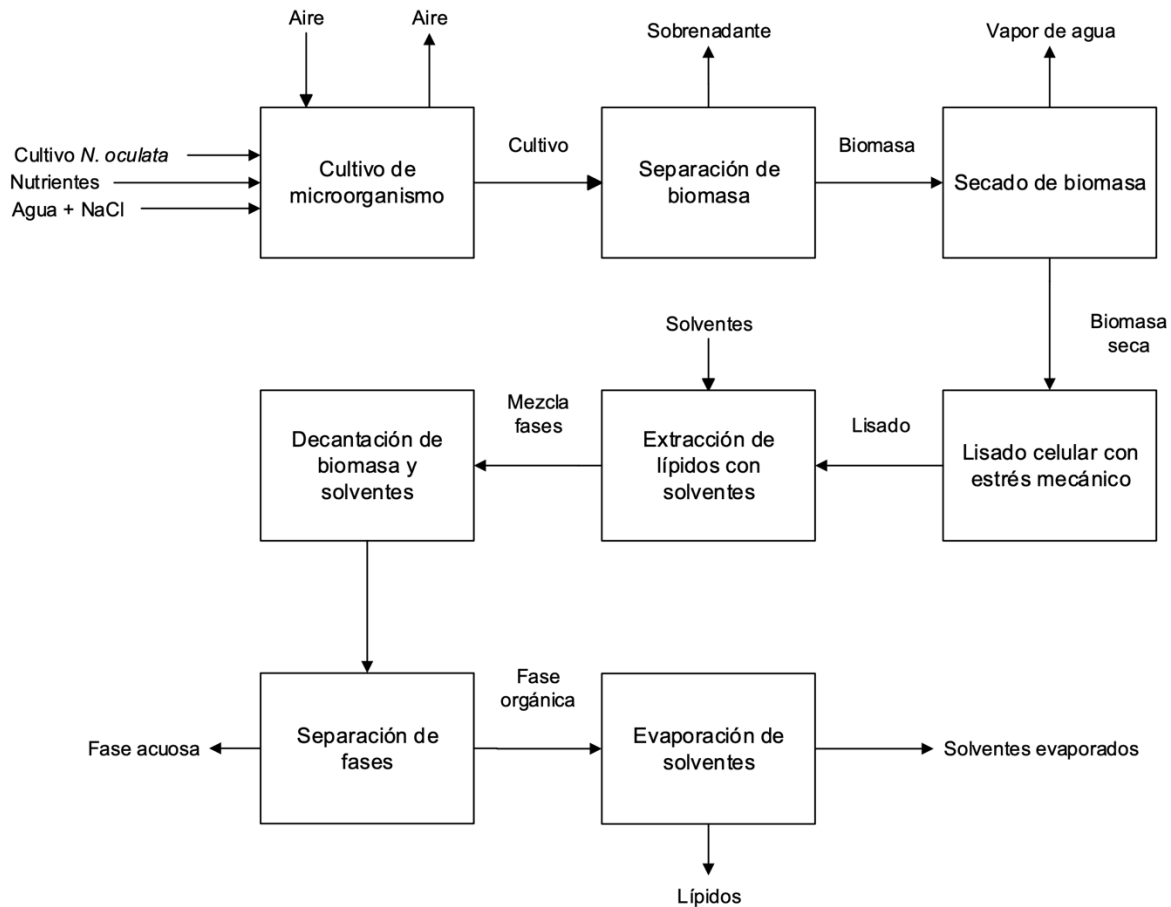 Aire
Aire
Sobrenadante
Vapor de agua
Cultivo N. oculata
Nutrientes
Agua + NaCl
Cultivo de
microorganismo
Cultivo
Separación de
biomasa
Biomasa
Secado de biomasa
Biomasa
seca
Solventes
Decantación de
biomasa y
solventes
Mezcla
fases
Extracción de
lípidos con
solventes
Lisado
Lisado celular con
estrés mecánico
Fase acuosa
Separación de
fases
Fase
orgánica
Evaporación de
solventes
Solventes evaporados
Lípidos